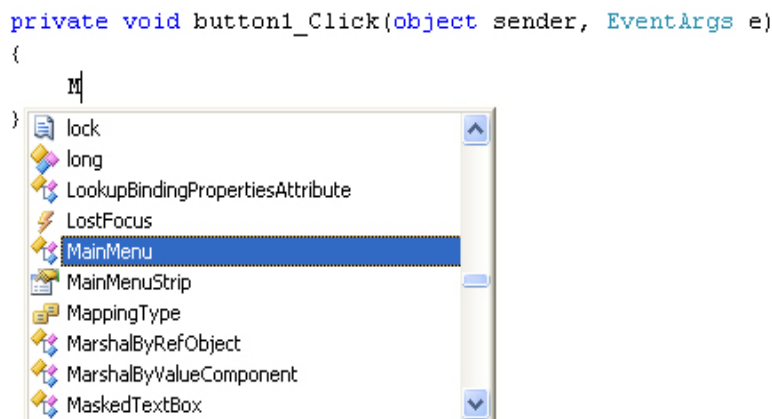 private void button1_Click(object sender, EventArgs e)
{
M
}
lock
long
LookupBindingPropertiesAttribute
LostFocus
MainMenu
MainMenuStrip
MappingType
MarshalByRefObject
MarshalByValueComponent
MaskedTextBox